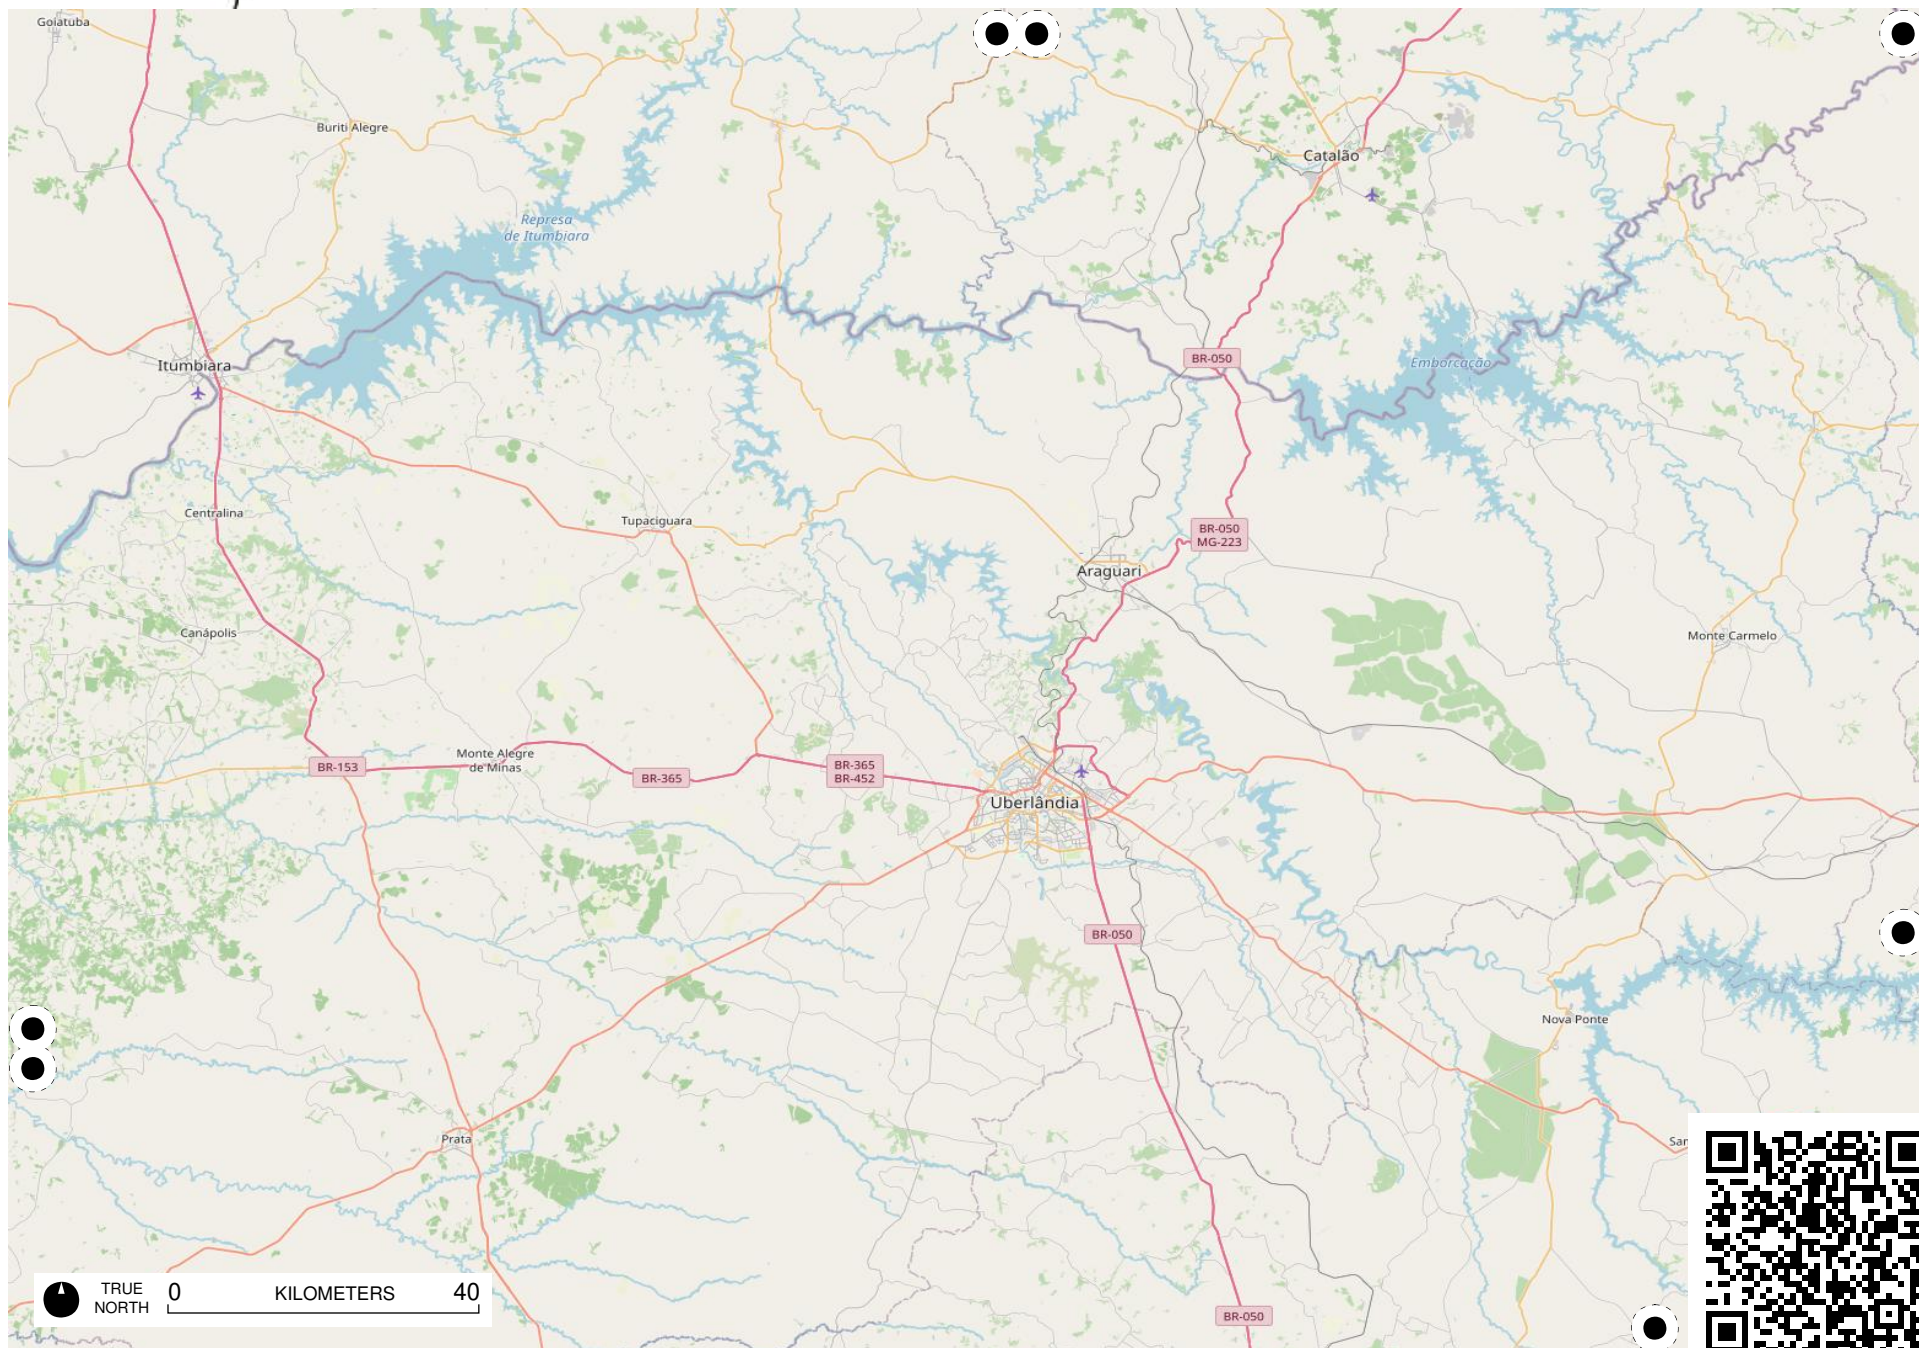 Goiatuba
Buriti Alegre
Catalão
Represa
de Itumbiara
Itumbiara
BR-050
Emborcação
Centralina
Tupaciguara
BR-050
MG-223
Araguari
Canápolis
Monte Carmelo
Monte Alegre
de Minas
BR-153
BR-365
BR-365
BR-452
Uberlândia
BR-050
Nova Ponte
Prata
San
TRUE
NORTH
0
KILOMETERS
40
BR-050